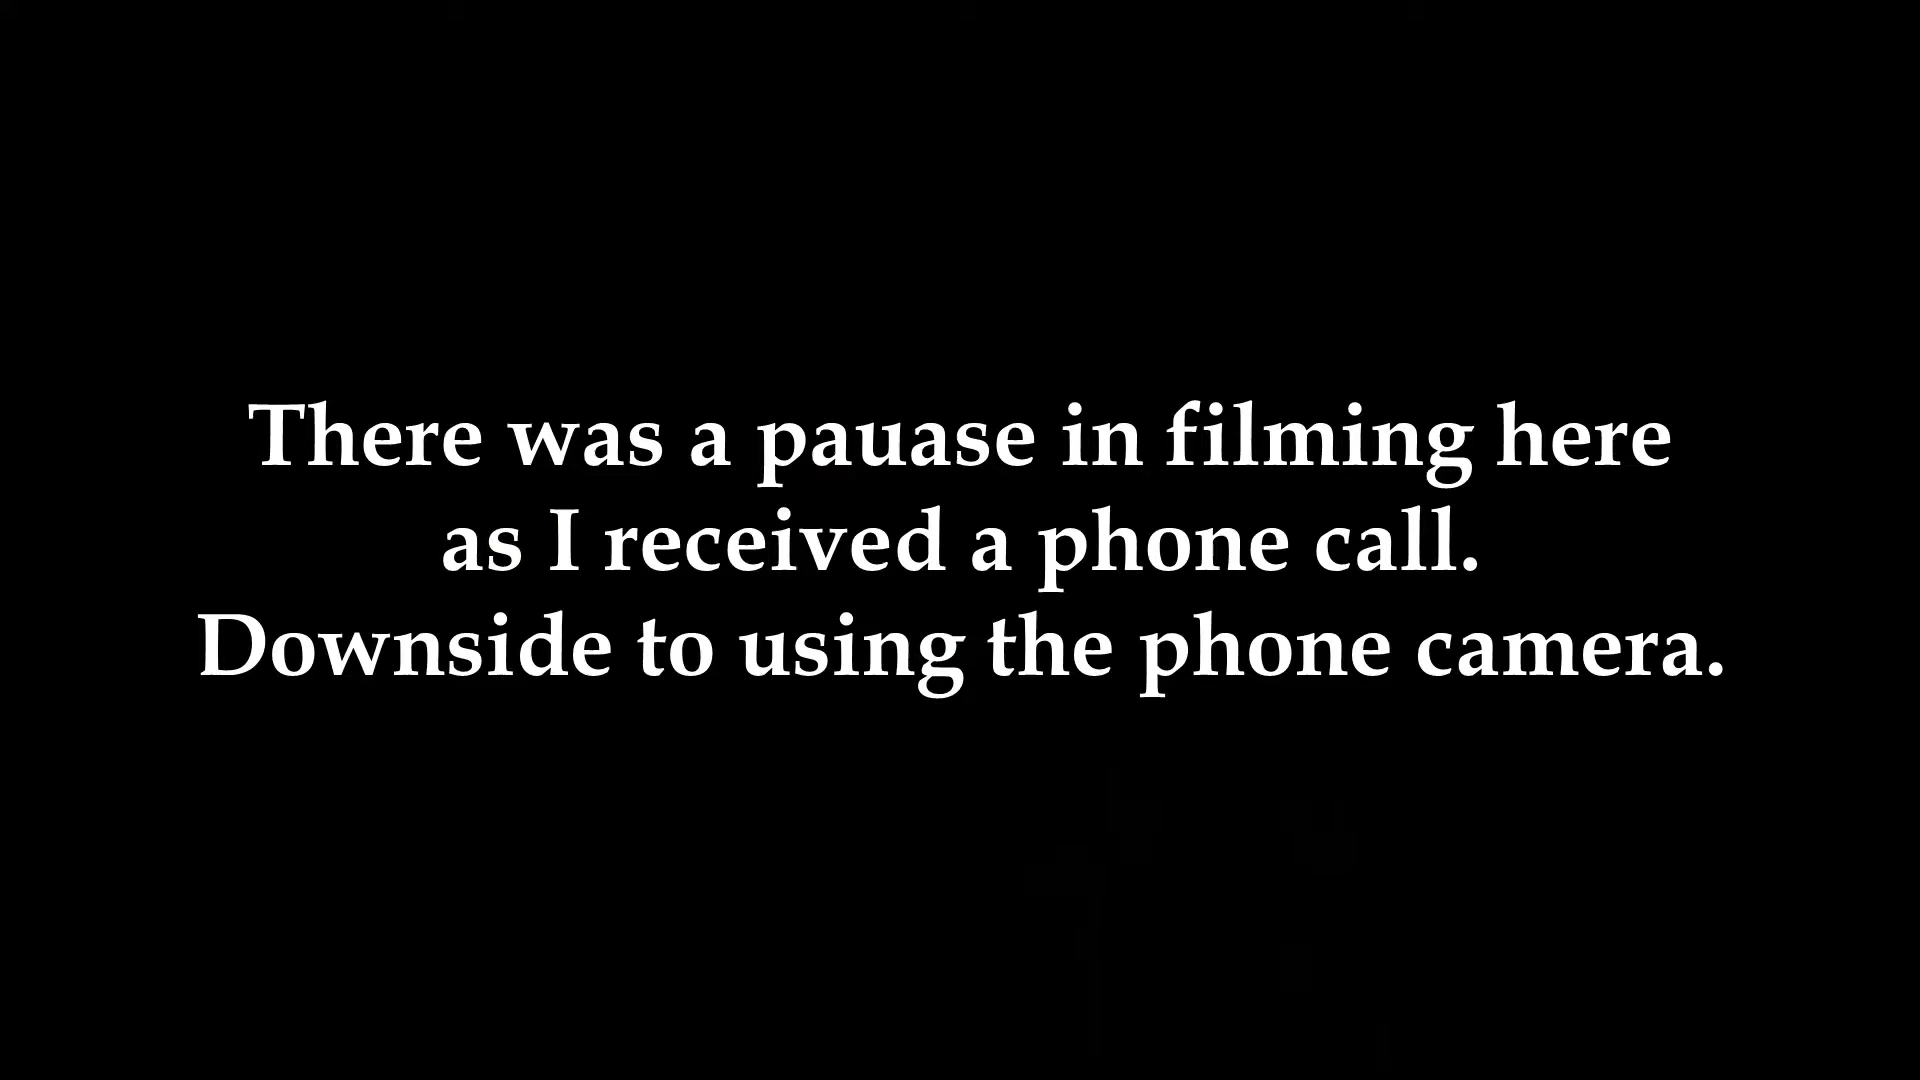 There was a pauase in filming here
as I received a phone call.
Downside to using the phone camera.